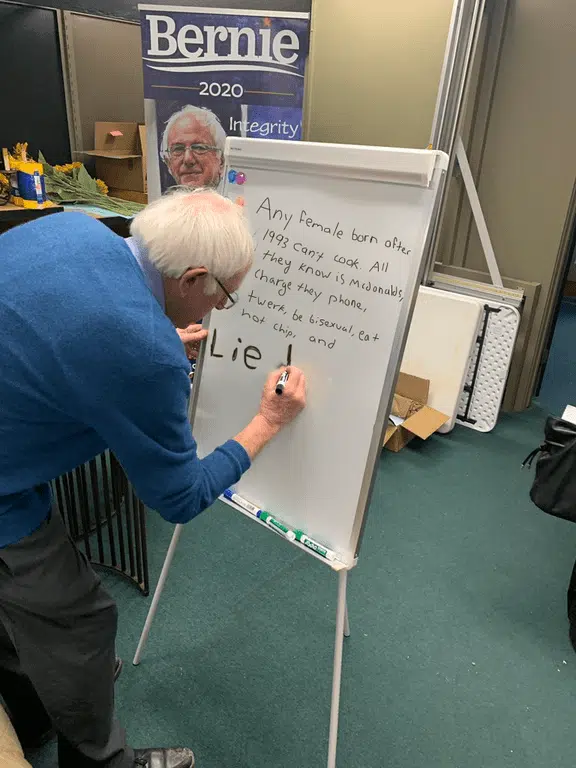 Bernie
2020
Integrity
Any female born after
1993 cant cook. All
they know is mcdonalds,
charge they phone,
twerk, be bisexual, eat
hot chip, and
Lie !